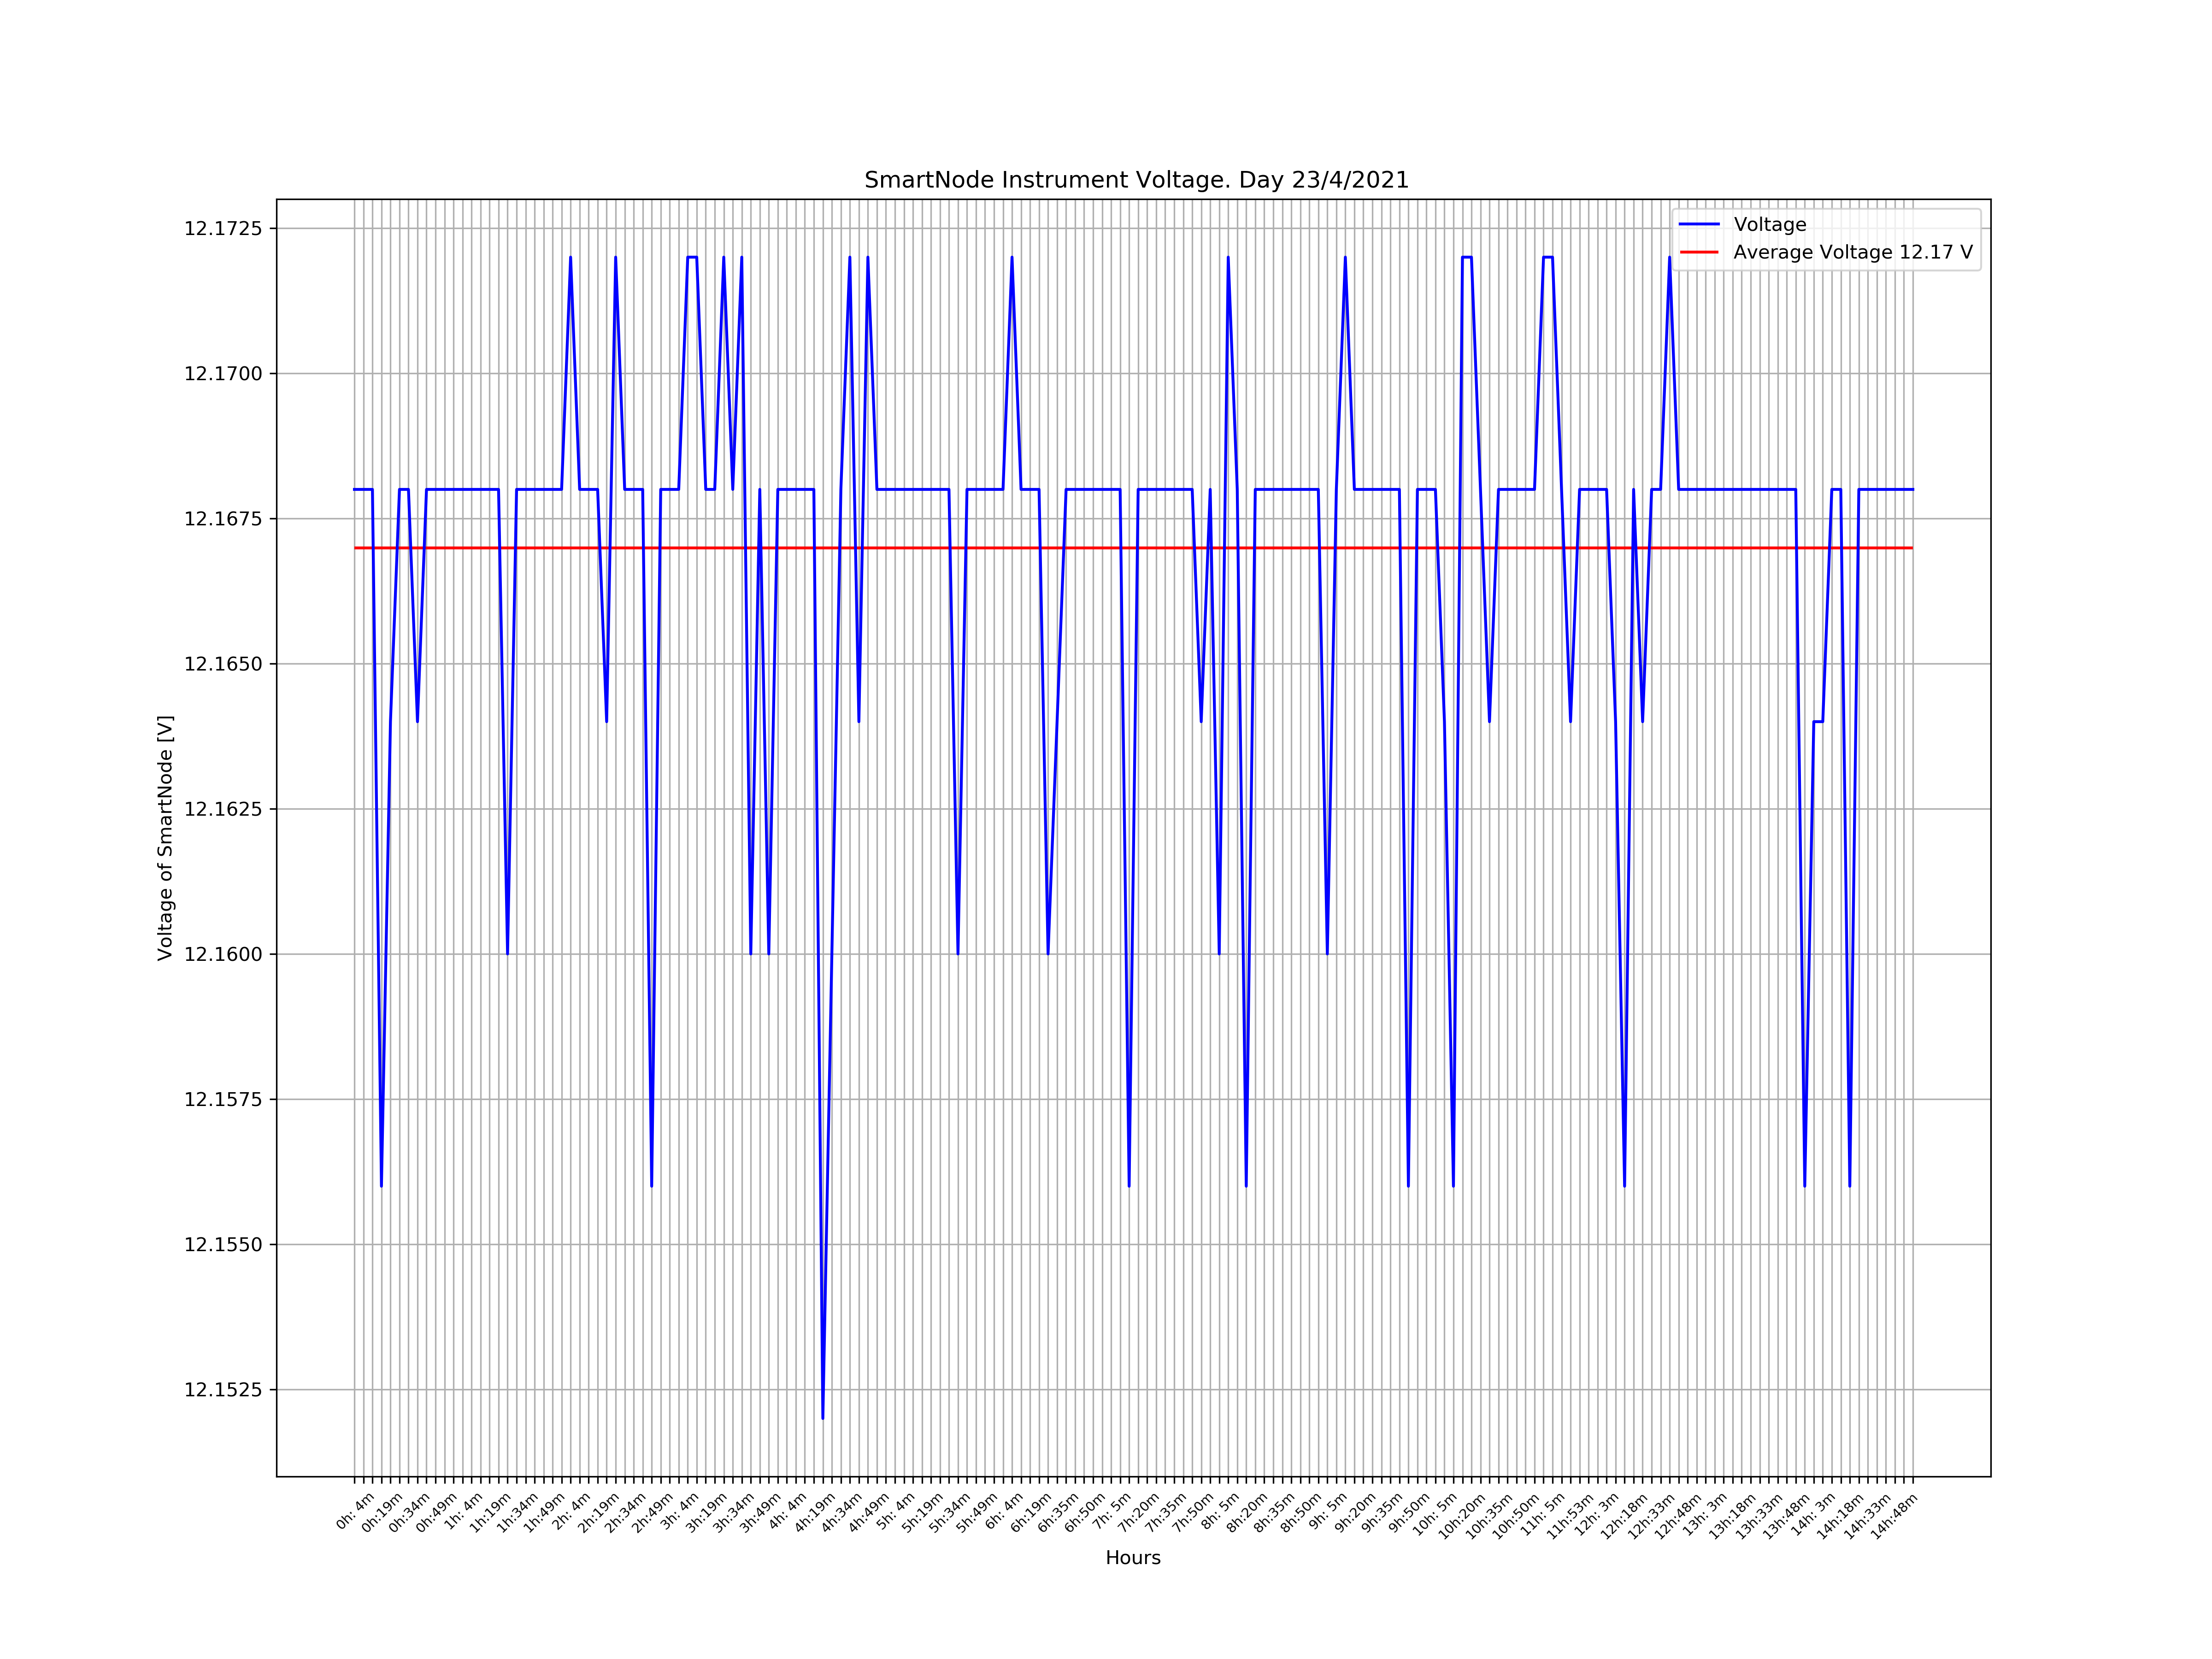 SmartNode Instrument Voltage. Day 23/4/2021
Voltage
Average Voltage 12.17 V
12.1725
12.1700
12.1675
12.1650
12.1625
12.1600
12.1575
12.1550
12.1525
Voltage of SmartNode [V]
0h: 4m
0h:19m
0h:34m
0h:49m
1h: 4m
1h:19m
1h:34m
1h:49m
2h: 4m
2h:19m
2h:34m
2h:49m
3h: 4m
3h:19m
3h:34m
3h:49m
4h: 4m
4h:19m
4h:34m
4h:49m
5h: 4m
5h:19m
5h:34m
5h:49m
6h: 4m
6h:19m
6h:35m
6h:50m
7h: 5m
7h:20m
7h:35m
7h:50m
8h: 5m
8h:20m
8h:35m
8h:50m
9h: 5m
9h:20m
9h:35m
9h:50m
10h: 5m
10h:20m
10h:35m
10h:50m
11h: 5m
11h:53m
12h: 3m
12h:18m
12h:33m
12h:48m
13h: 3m
13h:18m
13h:33m
13h:48m
14h: 3m
14h:18m
14h:33m
14h:48m
Hours